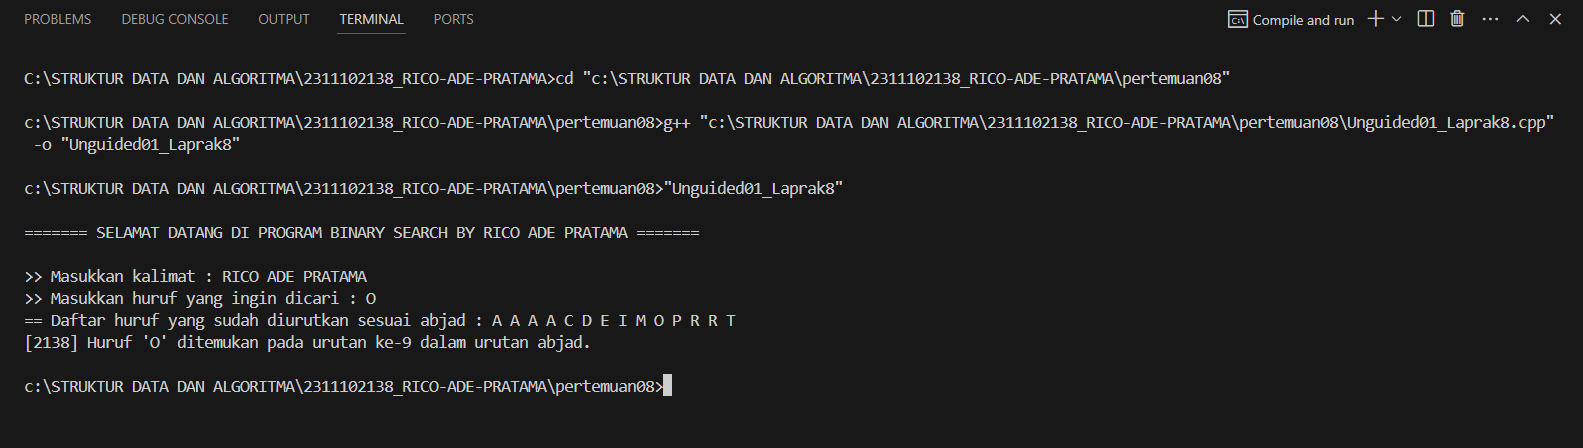 PROBLEMS DEBUG CONSOLE OUTPUT TERMINAL PORTS Compile and run
C:\STRUKTUR DATA DAN ALGORITMA\2311102138_RICO-ADE-PRATAMA>cd "c:\STRUKTUR DATA DAN ALGORITMA\2311102138_RICO-ADE-PRATAMA\pertemuan08"
c:\STRUKTUR DATA DAN ALGORITMA\2311102138_RICO-ADE-PRATAMA\pertemuan08>g++ "c:\STRUKTUR DATA DAN ALGORITMA\2311102138_RICO-ADE-PRATAMA\pertemuan08\Unguided01_Laprak8.cpp"
-o "Unguided01_Laprak8"
c:\STRUKTUR DATA DAN ALGORITMA\2311102138_RICO-ADE-PRATAMA\pertemuan08>"Unguided01_Laprak8"
======= SELAMAT DATANG DI PROGRAM BINARY SEARCH BY RICO ADE PRATAMA =======
>> Masukkan kalimat : RICO ADE PRATAMA
>> Masukkan huruf yang ingin dicari : O
== Daftar huruf yang sudah diurutkan sesuai abjad : A A A A C D E I M O P R R T
[2138] Huruf 'O' ditemukan pada urutan ke-9 dalam urutan abjad.
c:\STRUKTUR DATA DAN ALGORITMA\2311102138_RICO-ADE-PRATAMA\pertemuan08>